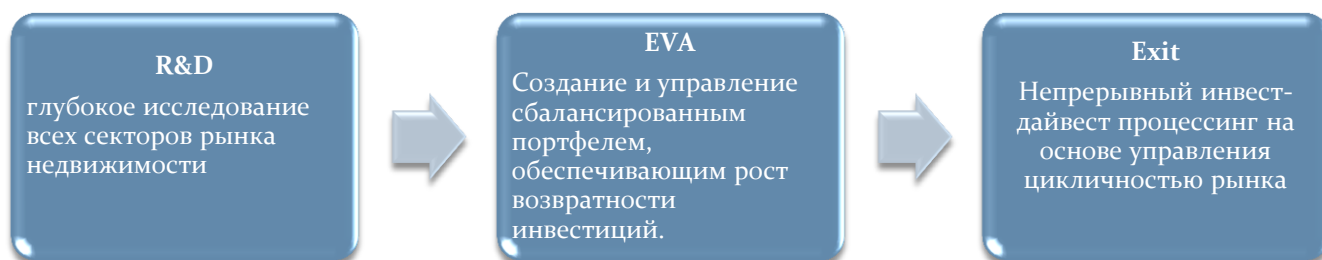 R&D
глубокое исследование
всех секторов рынка
недвижимости
EVA
Создание и управление
сбалансированным
портфелем,
обеспечивающим рост
возвратности
инвестиций.
Exit
Непрерывный инвест-
дайвест процессинг на
основе управления
цикличностью рынка